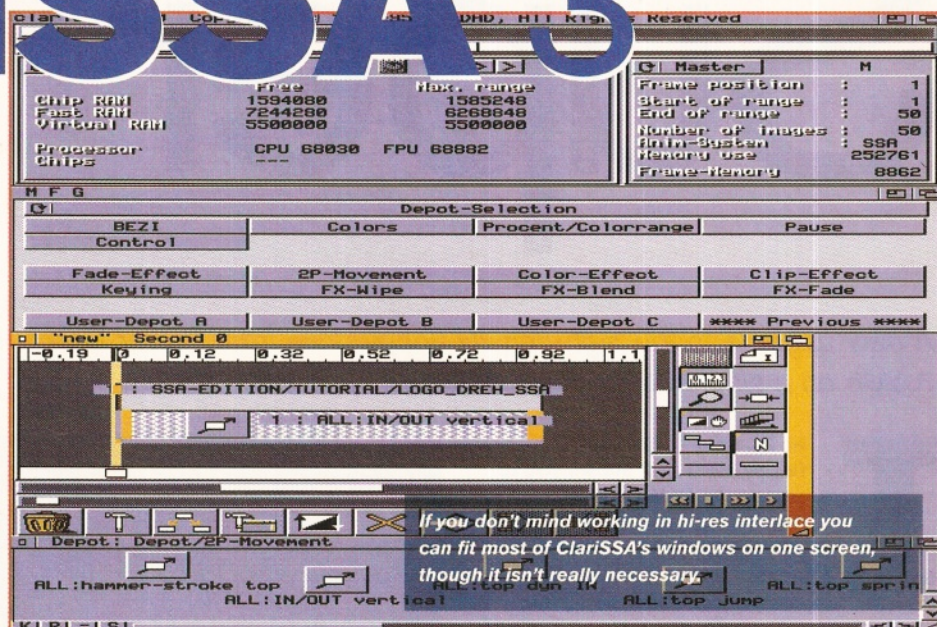 SSA 3
Reserved
Master M
Free Max. range
Chip RAM 1594080 1585248
Fast RAM 7244280 6268848
Virtual RAM 5500000 5500000
Processor CPU 68030 FPU 68882
Chips ---
Frame position : 1
Start of range : 1
End of range : 50
Number of images : 50
Anim-System : SSA
Memory use 252761
Frame-Memory 8862
M F G
Depot-Selection
BEZI Colors Procent/Colorrange Pause
Control
Fade-Effect 2P-Movement Color-Effect Clip-Effect
Keying FX-Wipe FX-Blend FX-Fade
User-Depot A User-Depot B User-Depot C **** Previous ****
"new" Second 0
-0.19 0 0.12 0.32 0.52 0.72 0.92 1.1
: SSA-EDITION/TUTORIAL/LOGO_DREH_SSA
1 : ALL:IN/OUT vertical
N
If you don't mind working in hi-res interlace you
can fit most of ClariSSA's windows on one screen,
though it isn't really necessary.
Depot: Depot/2P-Movement
ALL:hammer-stroke top ALL:top dyn IN ALL:top sprin
ALL:IN/OUT vertical ALL:top jump